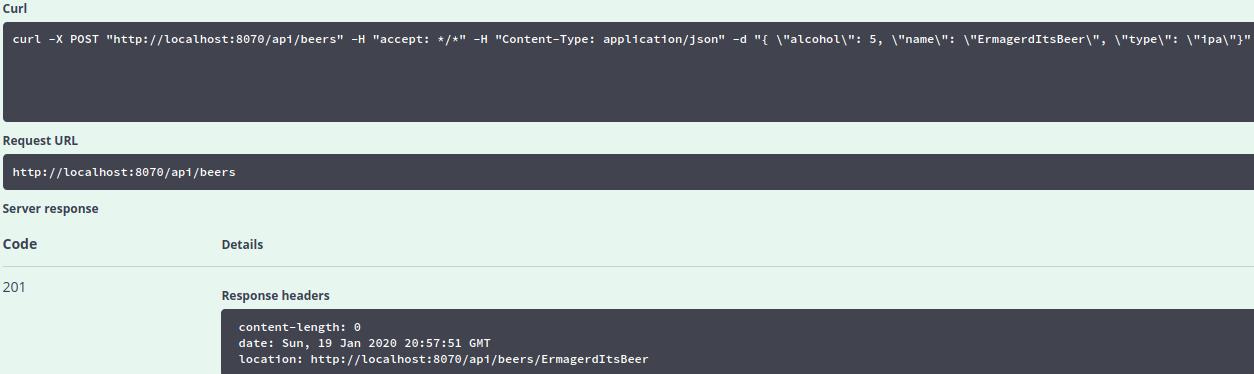 Curl
curl -X POST "http://localhost:8070/api/beers" -H "accept: */*" -H "Content-Type: application/json" -d "{ \"alcohol\": 5, \"name\": \"ErmagerdItsBeer\", \"type\": \"ipa\"}"
Request URL
http://localhost:8070/api/beers
Server response
Code Details
201
Response headers
content-length: 0
date: Sun, 19 Jan 2020 20:57:51 GMT
location: http://localhost:8070/api/beers/ErmagerdItsBeer